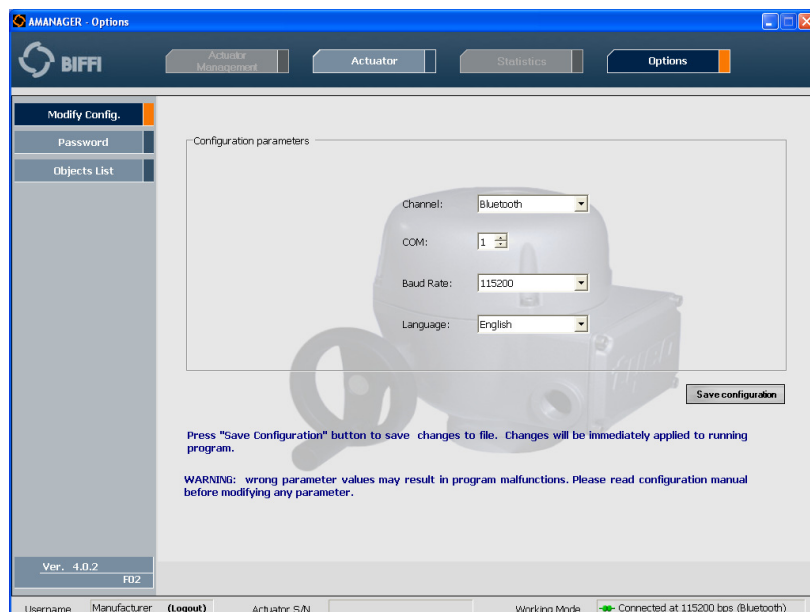 AMANAGER - Options
BIFFI
Actuator
Management
Actuator
Statistics
Options
Modify Config.
Password
Objects List
Configuration parameters
Channel: Bluetooth
COM: 1
Baud Rate: 115200
Language: English
Save configuration
Press "Save Configuration" button to save changes to file. Changes will be immediately applied to running
program.
WARNING: wrong parameter values may result in program malfunctions. Please read configuration manual
before modifying any parameter.
Ver. 4.0.2
F02
Username Manufacturer (Logout) Actuator S/N Working Mode Connected at 115200 bps (Bluetooth)